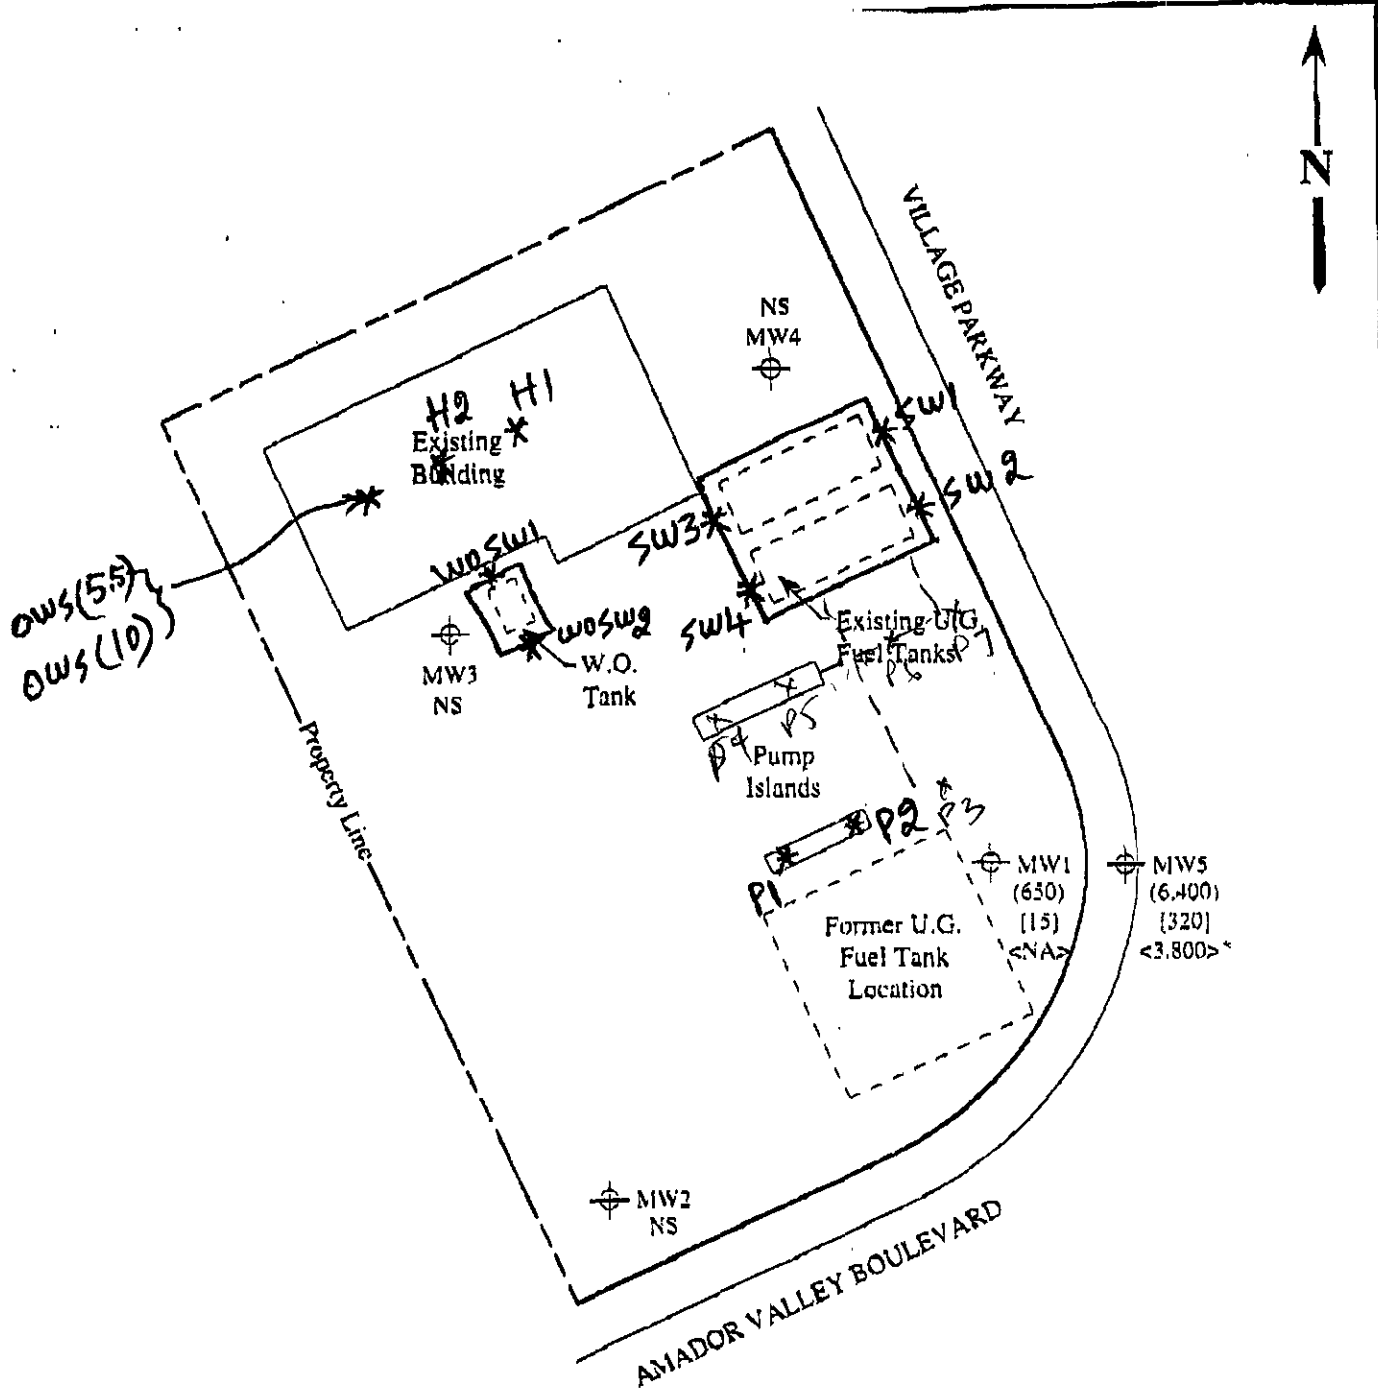 N
VILLAGE PARKWAY
NS
MW4
H2
H1
Existing
Building
SW1
SW2
SW3
SW4
WOSW1
WOSW2
OWS(5.5)
OWS(10)
MW3
NS
W.O.
Tank
Existing U.G.
Fuel Tanks
P7
P6
P5
P4
Pump
Islands
Property Line
P2
P3
P1
MW1
(650)
[15]
<NA>
MW5
(6,400)
[320]
<3,800>*
Former U.G.
Fuel Tank
Location
MW2
NS
AMADOR VALLEY BOULEVARD